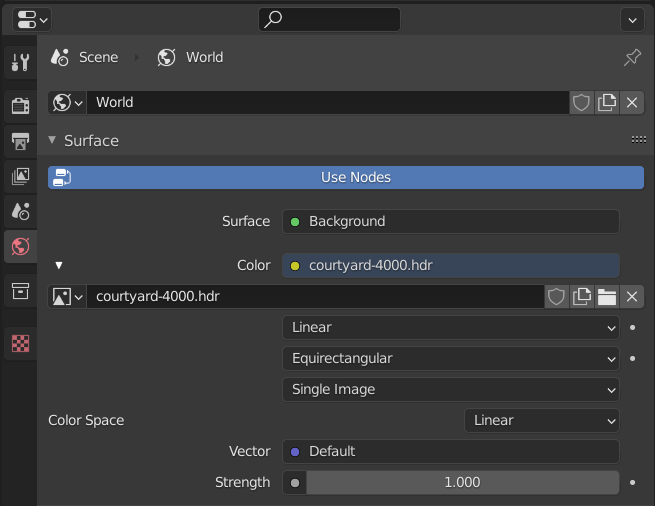 Scene World
World
Surface
Use Nodes
Surface Background
Color courtyard-4000.hdr
courtyard-4000.hdr
Linear
Equirectangular
Single Image
Color Space Linear
Vector Default
Strength 1.000